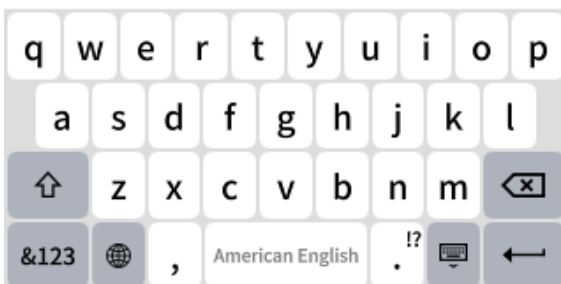 q w e r t y u i o p
a s d f g h j k l
z x c v b n m
&123 , American English . !?